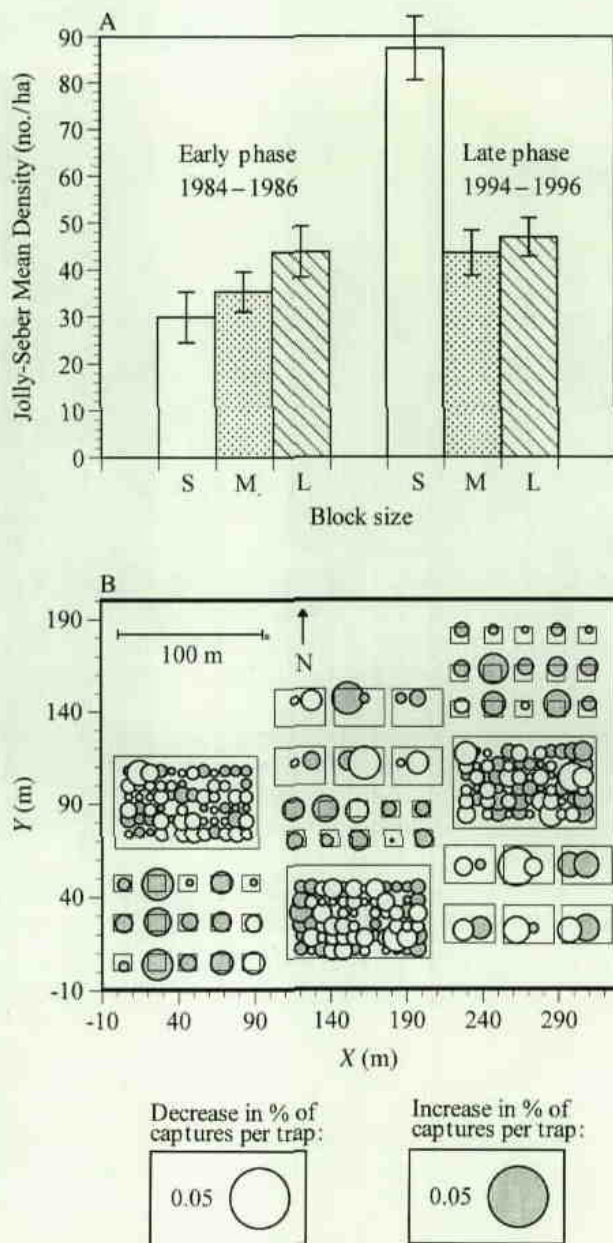 A
Jolly-Seber Mean Density (no./ha)
90
80
70
60
50
40
30
20
10
0
Early phase
1984–1986
Late phase
1994–1996
S M L S M L
Block size
B
Y (m)
190
140
90
40
-10
100 m
N
-10 40 90 140 190 240 290
X (m)
Decrease in % of
captures per trap:
0.05
Increase in % of
captures per trap:
0.05